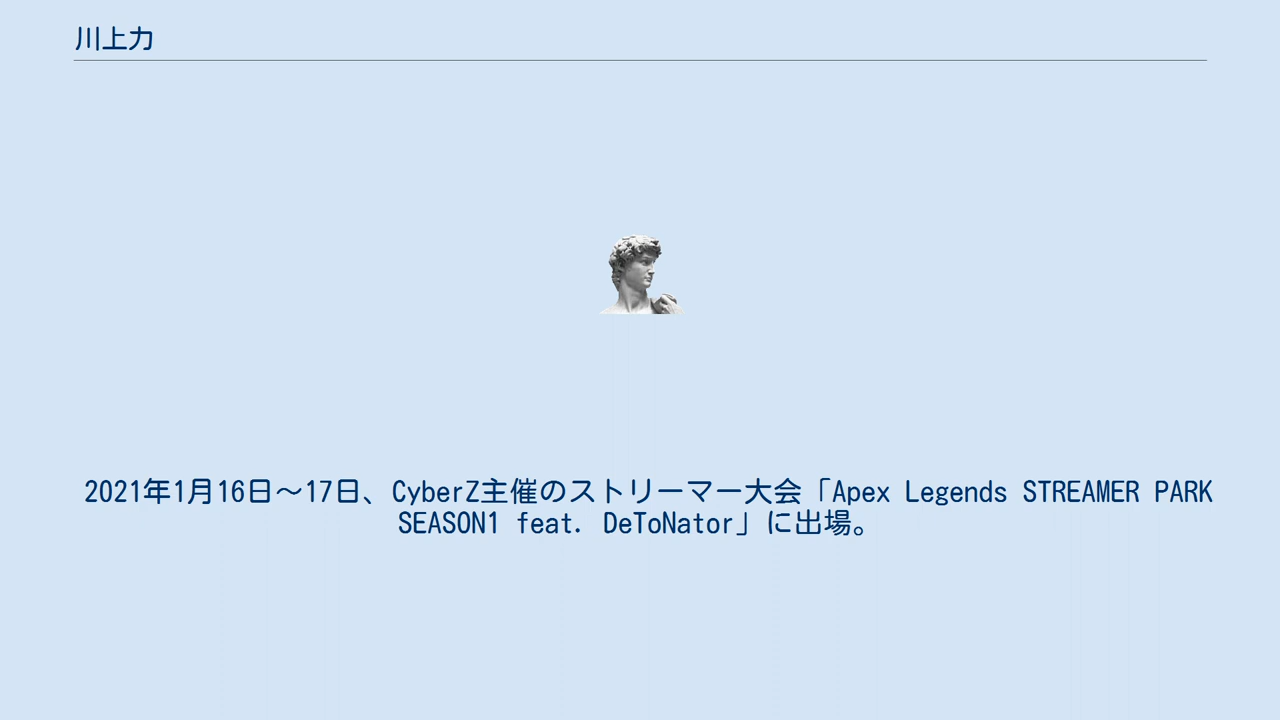 川上力
2021年1月16日～17日、CyberZ主催のストリーマー大会「Apex Legends STREAMER PARK
SEASON1 feat. DeToNator」に出場。